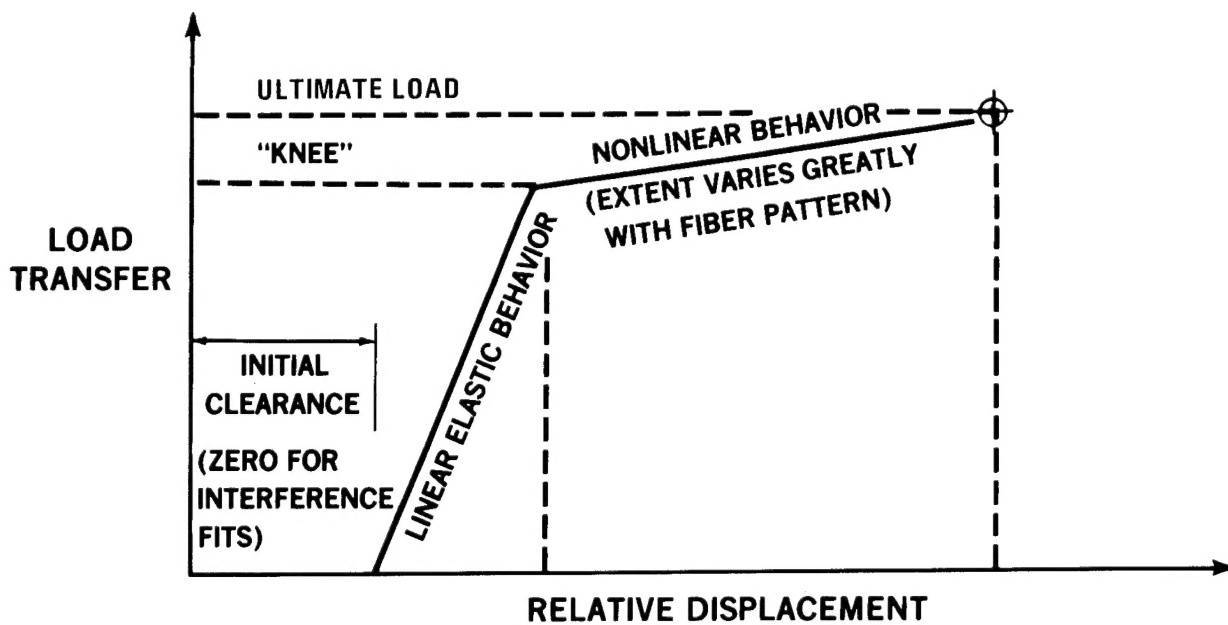 ULTIMATE LOAD
"KNEE"
NONLINEAR BEHAVIOR
(EXTENT VARIES GREATLY
WITH FIBER PATTERN)
LOAD
TRANSFER
LINEAR ELASTIC BEHAVIOR
INITIAL
CLEARANCE
(ZERO FOR
INTERFERENCE
FITS)
RELATIVE DISPLACEMENT